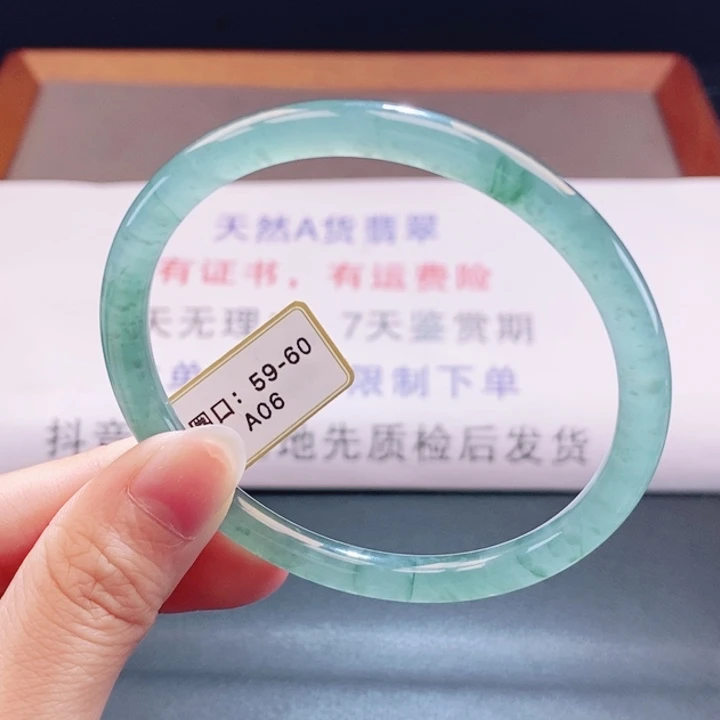 天然A货翡翠
有证书，有运费险
天无理 7天鉴赏期
单 限制下单
抖音 地先质检后发货
圈口：59-60
A06